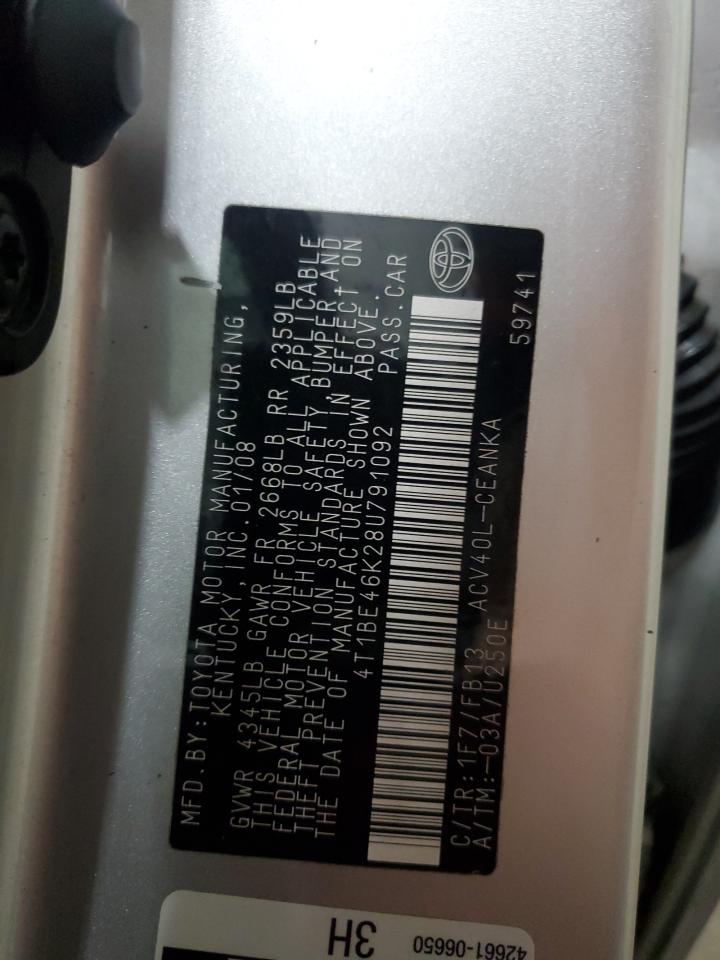 MFD.BY:TOYOTA MOTOR MANUFACTURING,
KENTUCKY, INC. 01/08
GVWR 4345LB GAWR FR 2668LB RR 2359LB
THIS VEHICLE CONFORMS TO ALL APPLICABLE
FEDERAL MOTOR VEHICLE SAFETY, BUMPER AND
THEFT PREVENTION STANDARDS IN EFFECT ON
THE DATE OF MANUFACTURE SHOWN ABOVE.
4T1BE46K28U791092 PASS.CAR
C/TR:1F7/FB13 ACV40L-CEANKA
A/TM:-03A/U250E 59741
3H
42661-06650